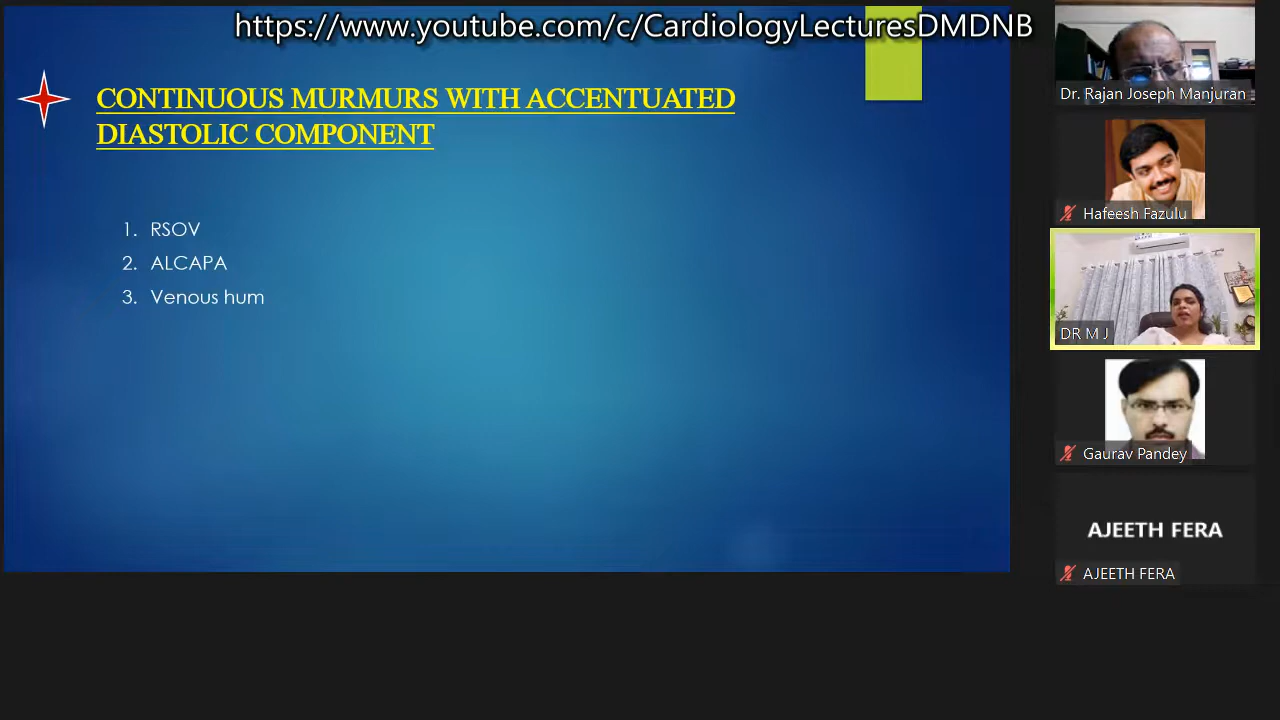 https://www.youtube.com/c/CardiologyLecturesDMDNB
CONTINUOUS MURMURS WITH ACCENTUATED
DIASTOLIC COMPONENT
1. RSOV
2. ALCAPA
3. Venous hum
Dr. Rajan Joseph Manjuran
Hafeesh Fazulu
DR M J
Gaurav Pandey
AJEETH FERA
AJEETH FERA